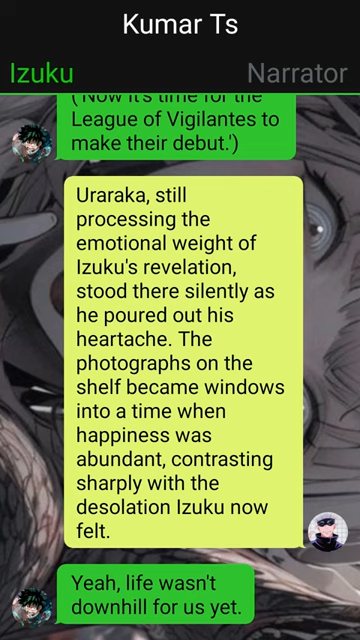 Kumar Ts
Izuku
Narrator
('Now it's time for the
League of Vigilantes to
make their debut.')
Uraraka, still
processing the
emotional weight of
Izuku's revelation,
stood there silently as
he poured out his
heartache. The
photographs on the
shelf became windows
into a time when
happiness was
abundant, contrasting
sharply with the
desolation Izuku now
felt.
Yeah, life wasn't
downhill for us yet.